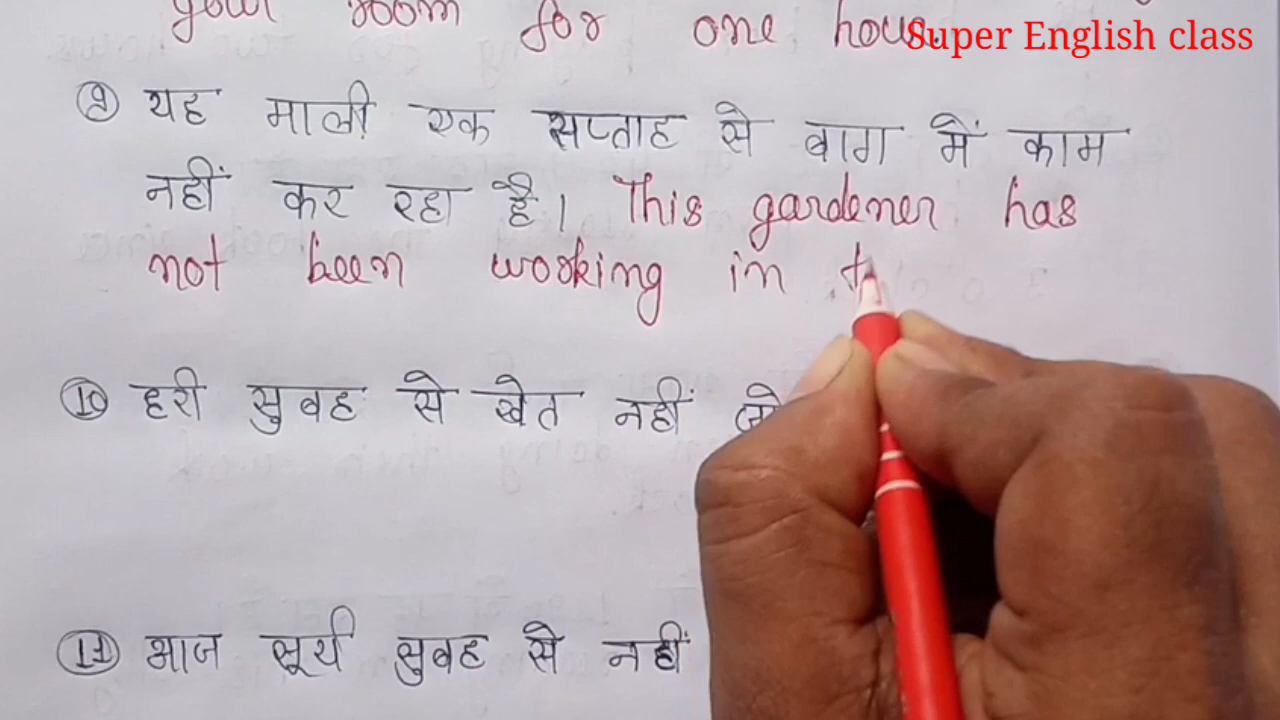 your room for one hour.
Super English class
(9) यह माली एक सप्ताह से बाग में काम
नहीं कर रहा है। This gardener has
not been working in t
(10) हरी सुबह से खेत नहीं
(11) आज सूर्य सुबह से नहीं